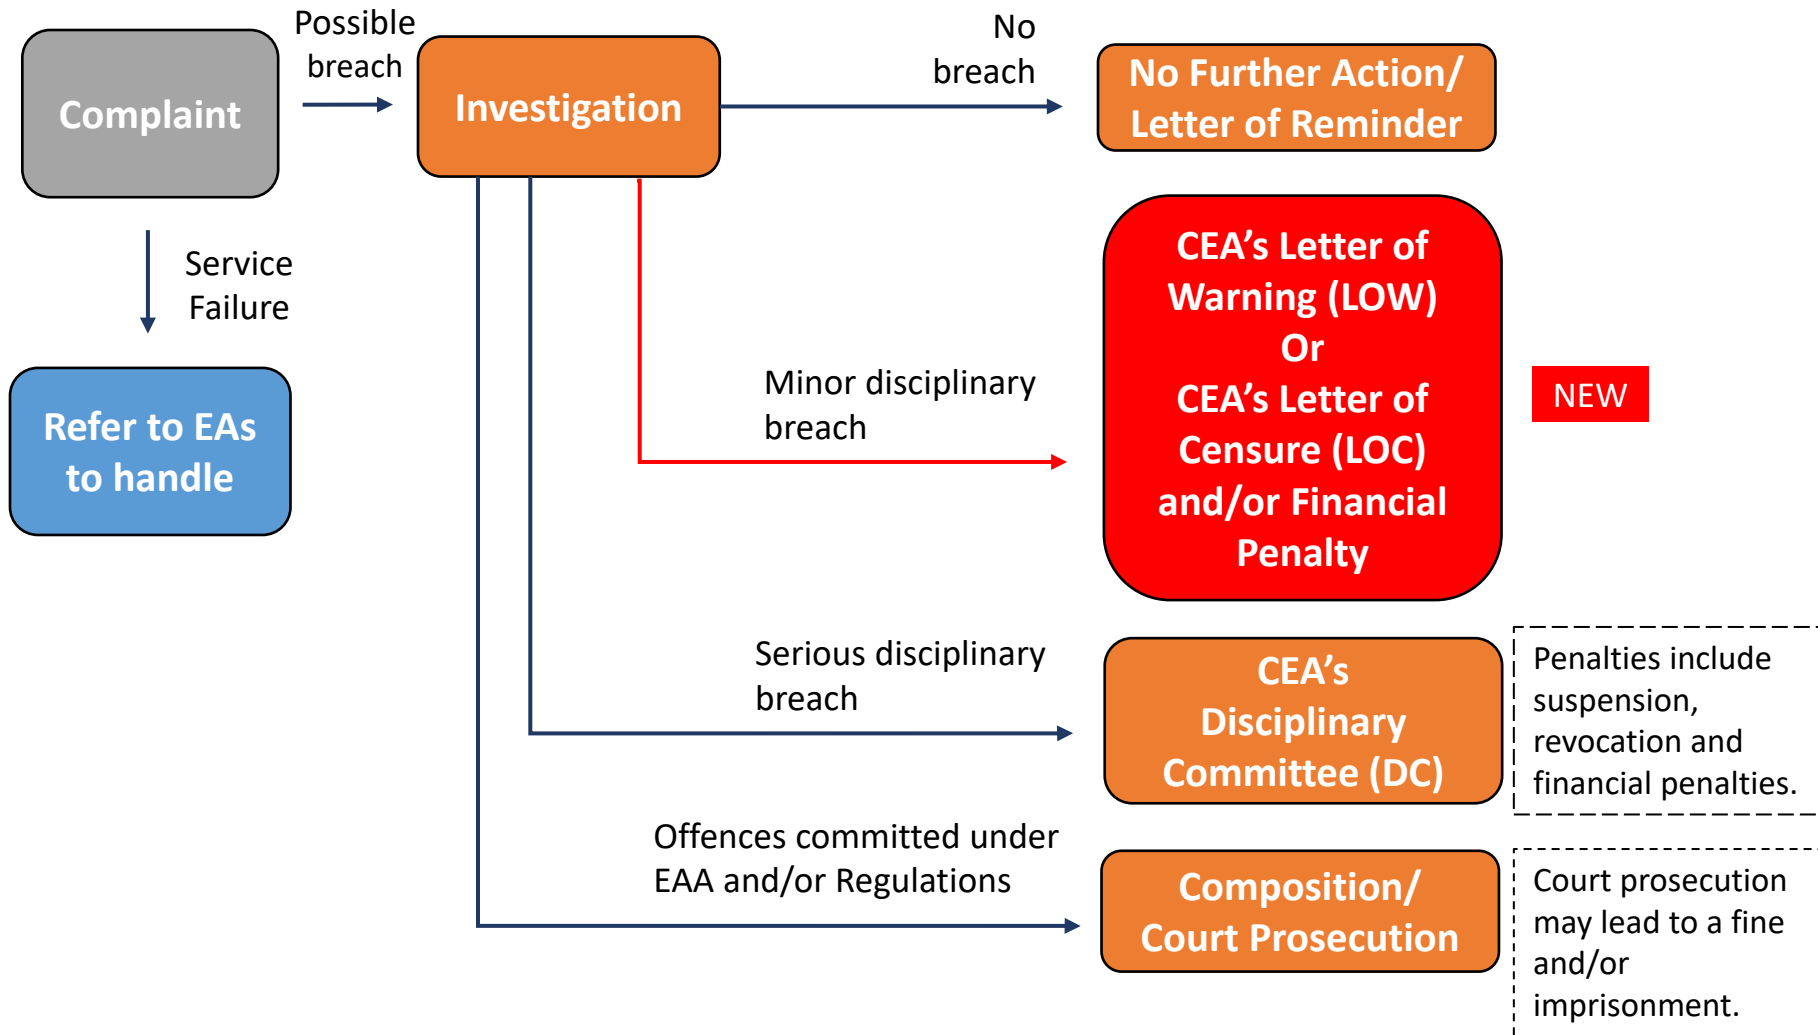 Complaint
Possible
breach
Investigation
No
breach
No Further Action/
Letter of Reminder
Service
Failure
Refer to EAs
to handle
Minor disciplinary
breach
CEA’s Letter of
Warning (LOW)
Or
CEA’s Letter of
Censure (LOC)
and/or Financial
Penalty
NEW
Serious disciplinary
breach
CEA’s
Disciplinary
Committee (DC)
Penalties include
suspension,
revocation and
financial penalties.
Offences committed under
EAA and/or Regulations
Composition/
Court Prosecution
Court prosecution
may lead to a fine
and/or
imprisonment.